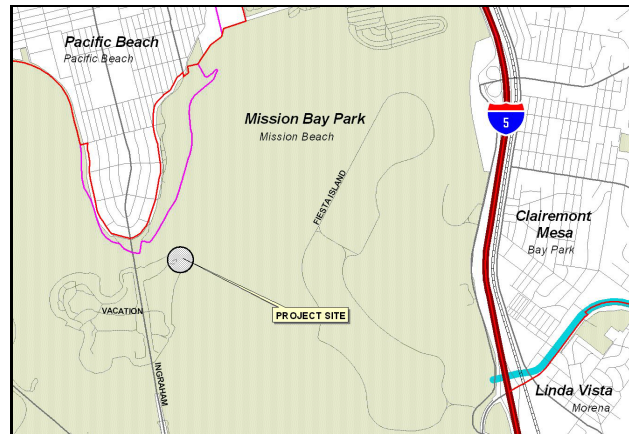 Pacific Beach
Pacific Beach
Mission Bay Park
Mission Beach
5
FIESTA ISLAND
Clairemont
Mesa
Bay Park
VACATION
PROJECT SITE
INGRAHAM
Linda Vista
Morena